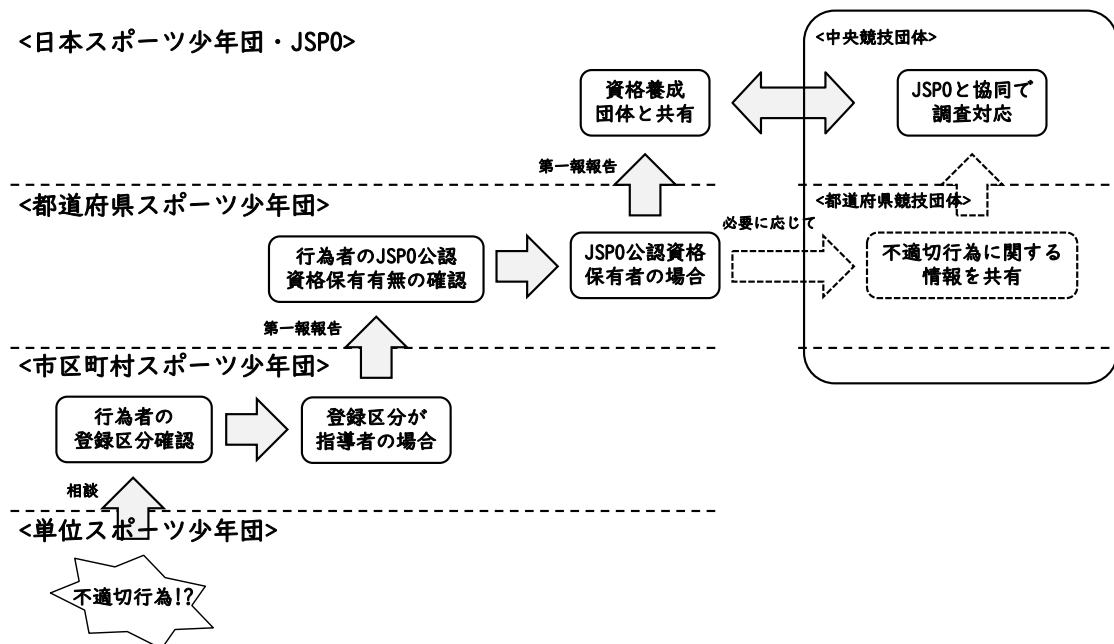 <日本スポーツ少年団・JSPO>
<中央競技団体>
資格養成
団体と共有
JSPOと協同で
調査対応
第一報報告
<都道府県スポーツ少年団>
<都道府県競技団体>
必要に応じて
行為者のJSPO公認
資格保有有無の確認
JSPO公認資格
保有者の場合
不適切行為に関する
情報を共有
第一報報告
<市区町村スポーツ少年団>
行為者の
登録区分確認
登録区分が
指導者の場合
相談
<単位スポーツ少年団>
不適切行為!?